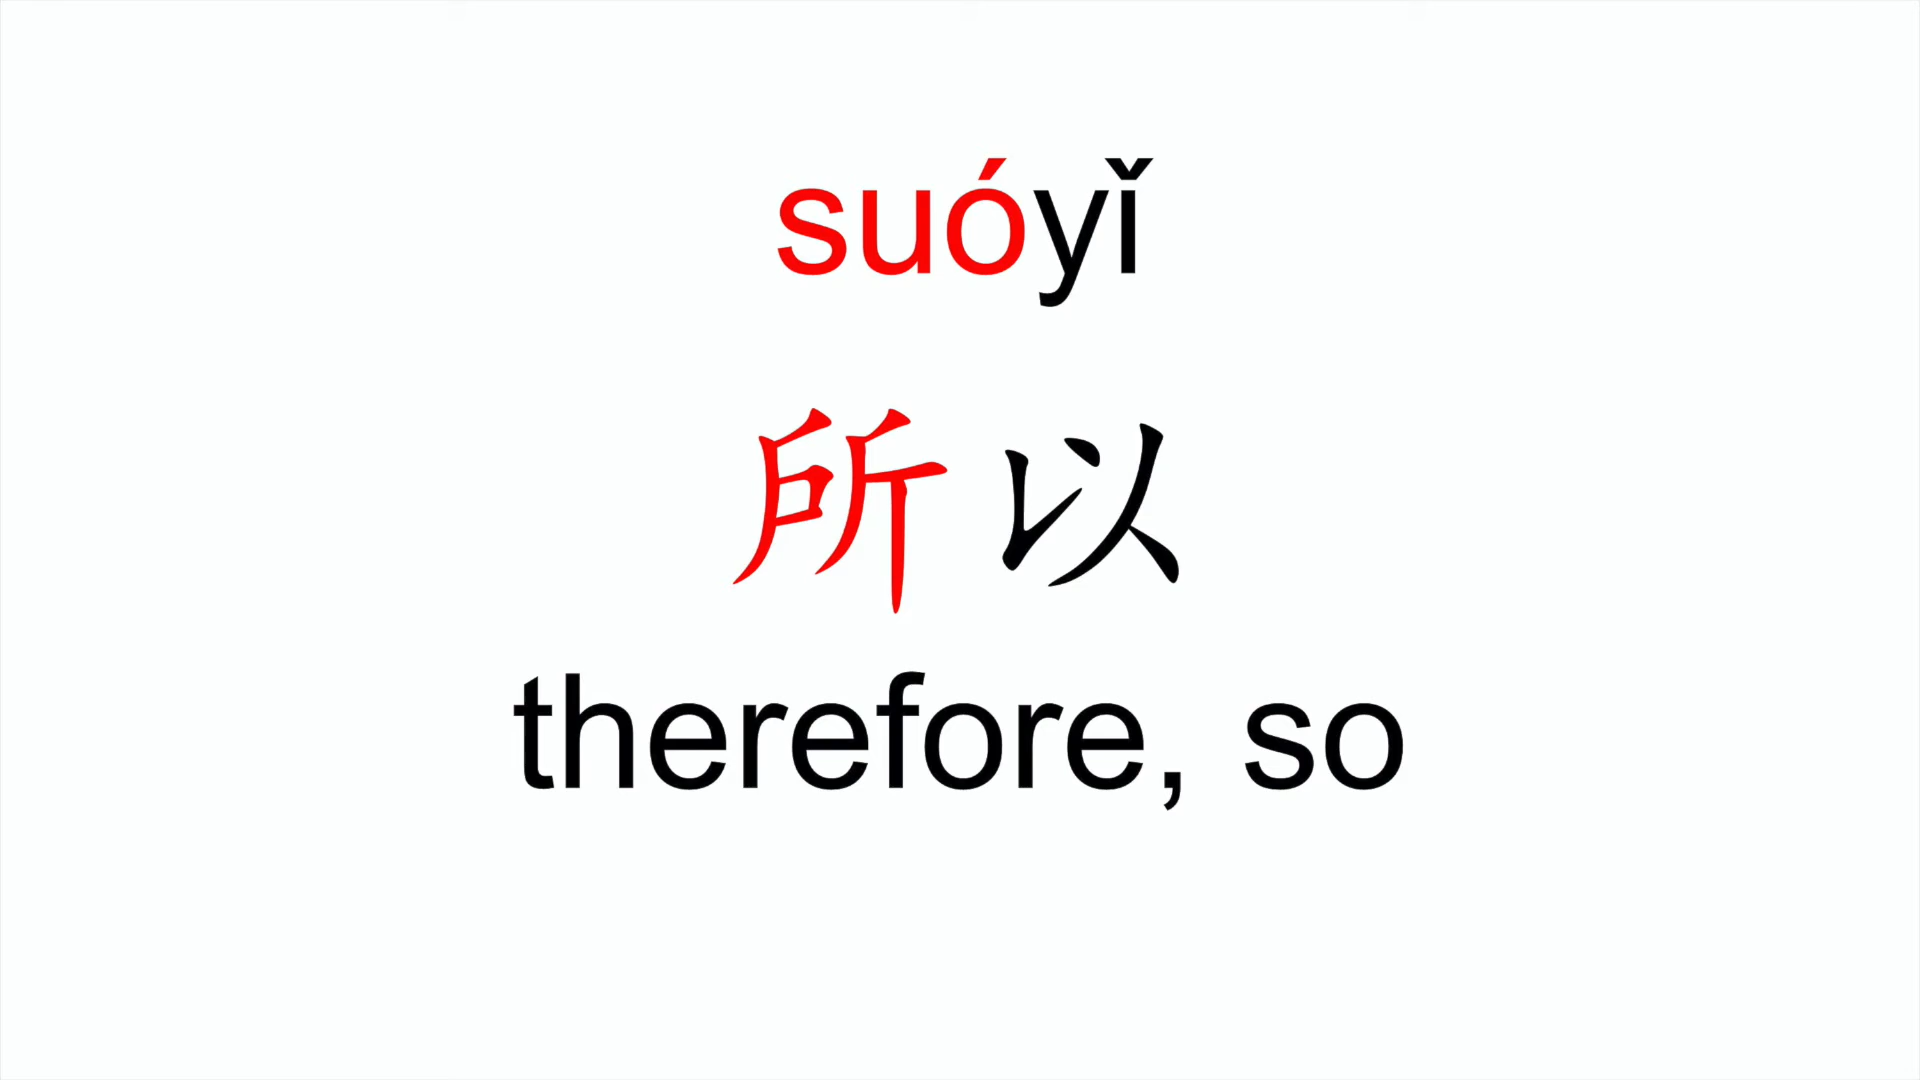 suóyǐ
所以
therefore, so